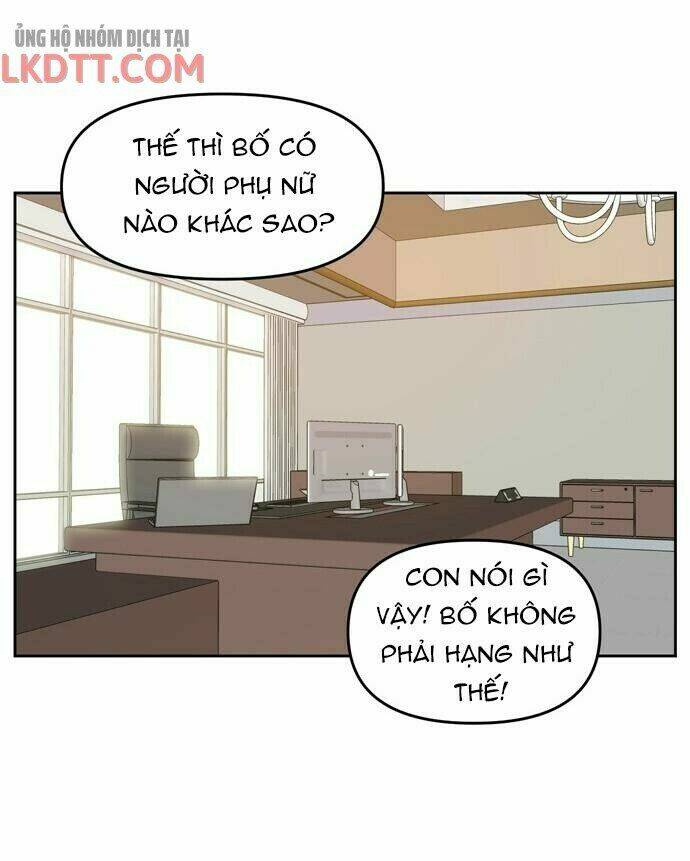 ỦNG HỘ NHÓM DỊCH TẠI
LKDTT.COM
THẾ THÌ BỐ CÓ
NGƯỜI PHỤ NỮ
NÀO KHÁC SAO?
CON NÓI GÌ
VẬY! BỐ KHÔNG
PHẢI HẠNG NHƯ
THẾ!